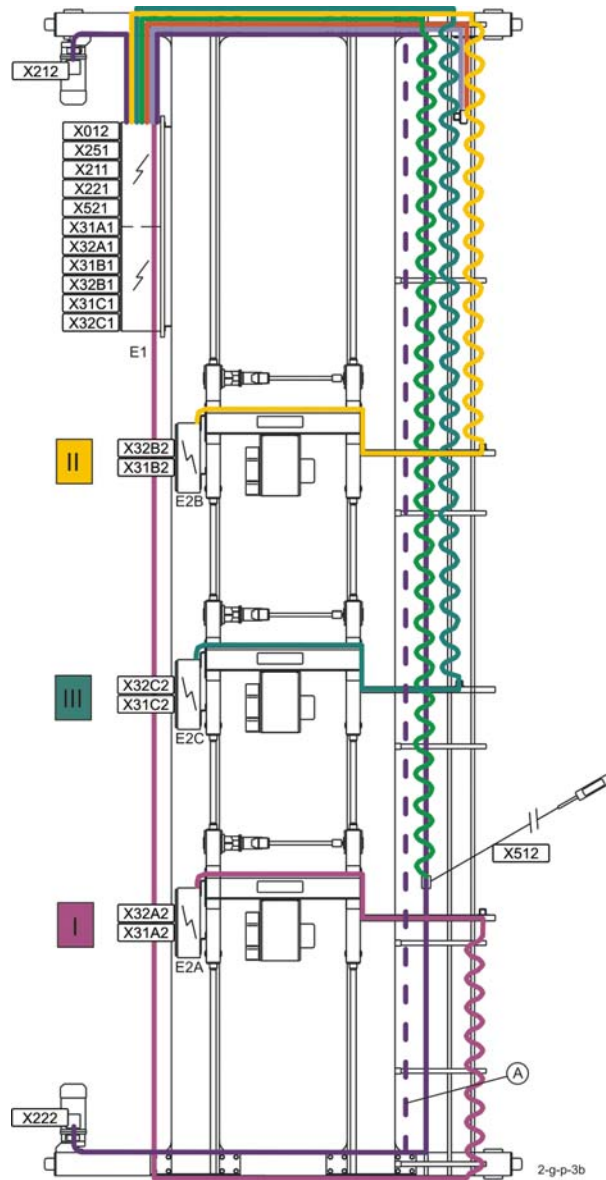 X212
X012
X251
X211
X221
X521
X31A1
X32A1
X31B1
X32B1
X31C1
X32C1
E1
II
X32B2
X31B2
E2B
III
X32C2
X31C2
E2C
X512
I
X32A2
X31A2
E2A
A
X222
2-g-p-3b